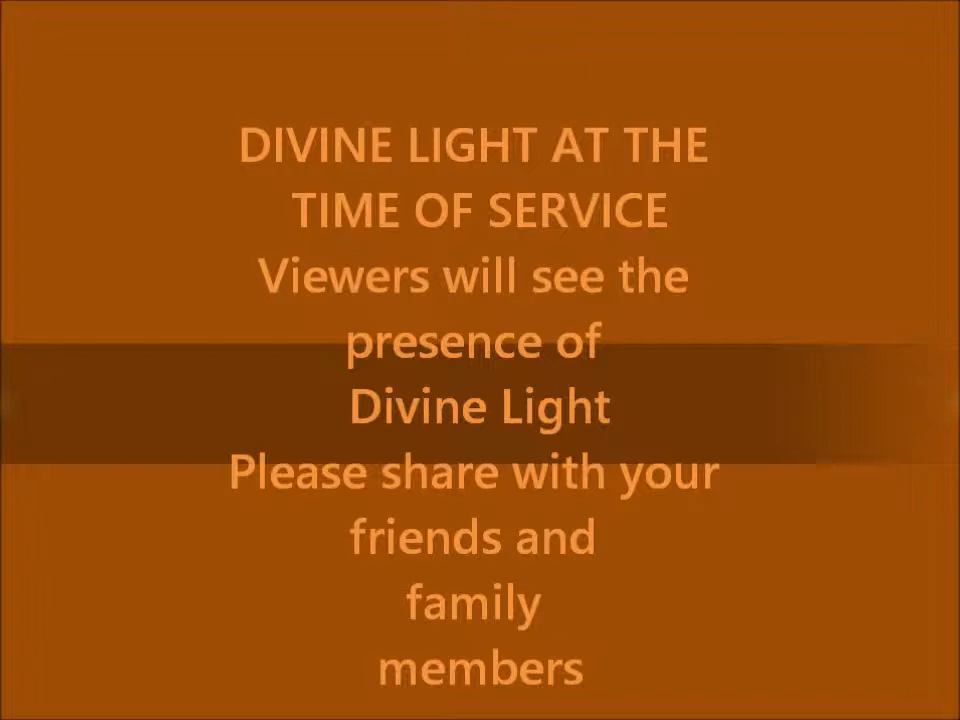 DIVINE LIGHT AT THE
TIME OF SERVICE
Viewers will see the
presence of
Divine Light
Please share with your
friends and
family
members